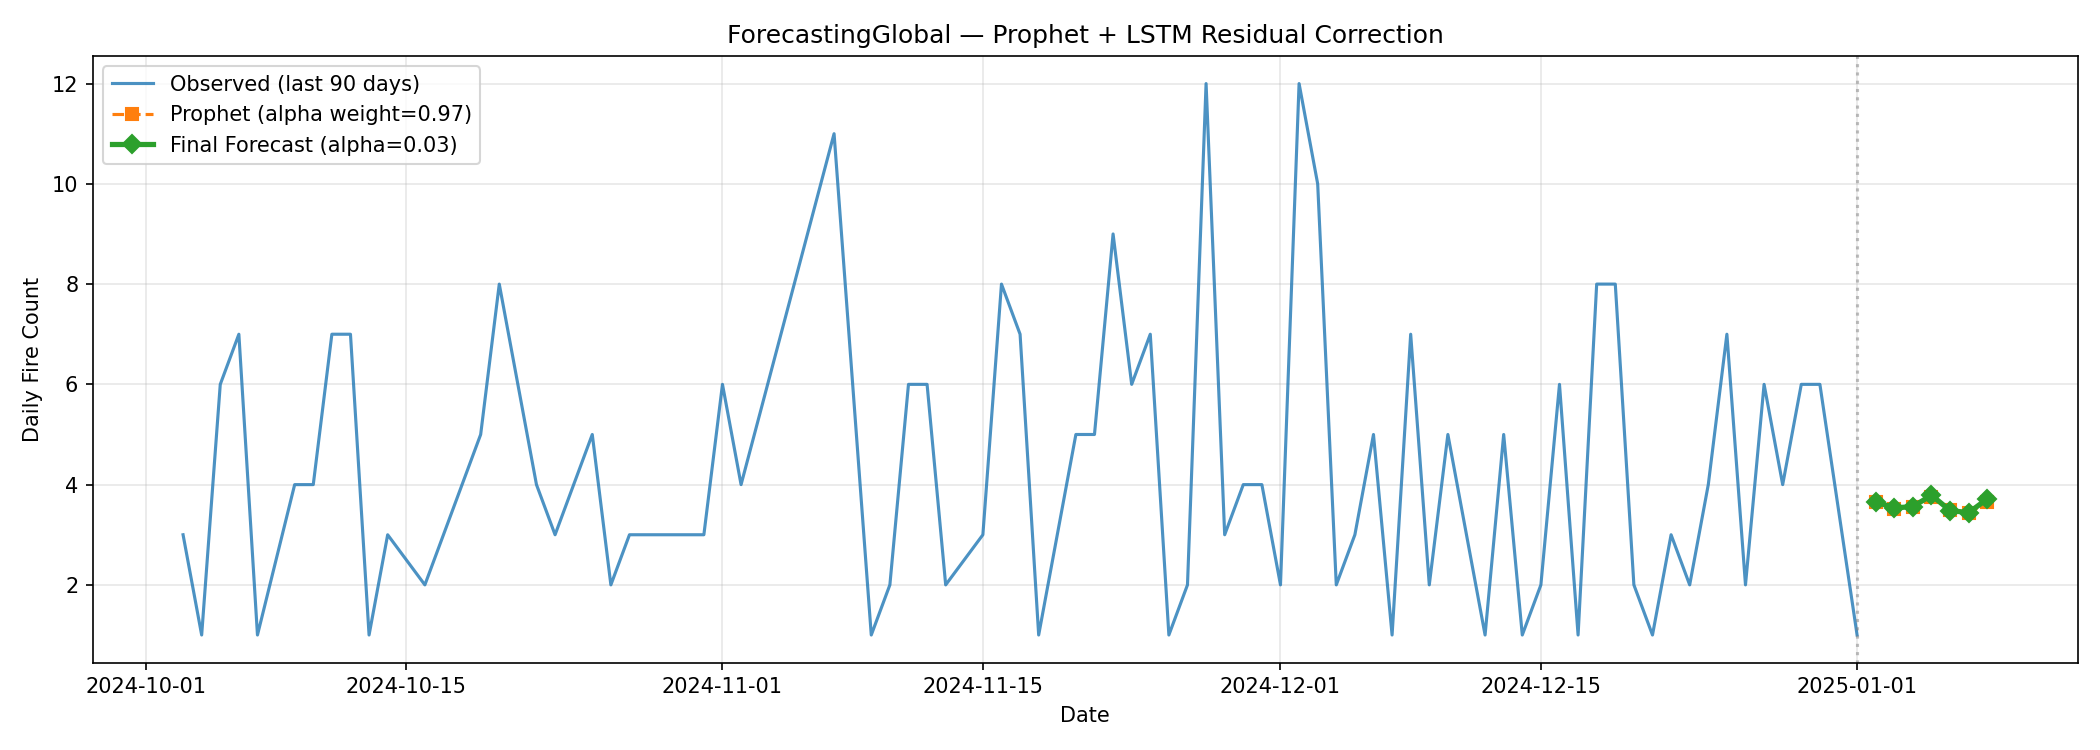 ForecastingGlobal — Prophet + LSTM Residual Correction
Observed (last 90 days)
Prophet (alpha weight=0.97)
Final Forecast (alpha=0.03)
Daily Fire Count
12
10
8
6
4
2
2024-10-01
2024-10-15
2024-11-01
2024-11-15
2024-12-01
2024-12-15
2025-01-01
Date